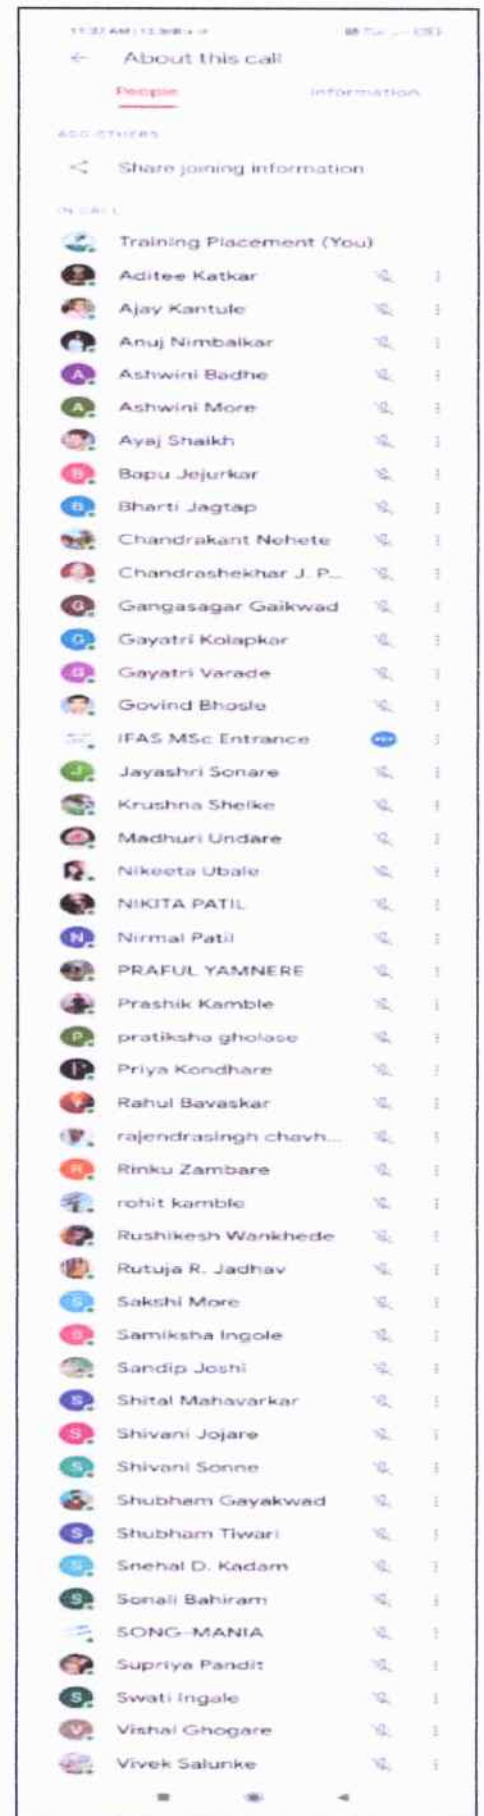 About this call
People Information
ADD OTHERS
Share joining information
IN CALL
Training Placement (You)
Aditee Katkar
Ajay Kantule
Anuj Nimbalkar
A Ashwini Badhe
A Ashwini More
Ayaj Shaikh
B Bapu Jejurkar
B Bharti Jagtap
Chandrakant Nehete
Chandrashekhar J. P...
G Gangasagar Gaikwad
G Gayatri Kolapkar
G Gayatri Varade
Govind Bhosle
IFAS MSc Entrance
J Jayashri Sonare
Krushna Shelke
Madhuri Undare
Nikeeta Ubale
NIKITA PATIL
N Nirmal Patil
PRAFUL YAMNERE
Prashik Kamble
P pratiksha gholase
Priya Kondhare
Rahul Bavaskar
rajendrasingh chavh...
R Rinku Zambare
rohit kamble
Rushikesh Wankhede
Rutuja R. Jadhav
S Sakshi More
S Samiksha Ingole
Sandip Joshi
S Shital Mahavarkar
S Shivani Jojare
S Shivani Sonne
Shubham Gayakwad
S Shubham Tiwari
S Snehal D. Kadam
S Sonali Bahiram
SONG-MANIA
Supriya Pandit
S Swati Ingale
V Vishal Ghogare
Vivek Salunke